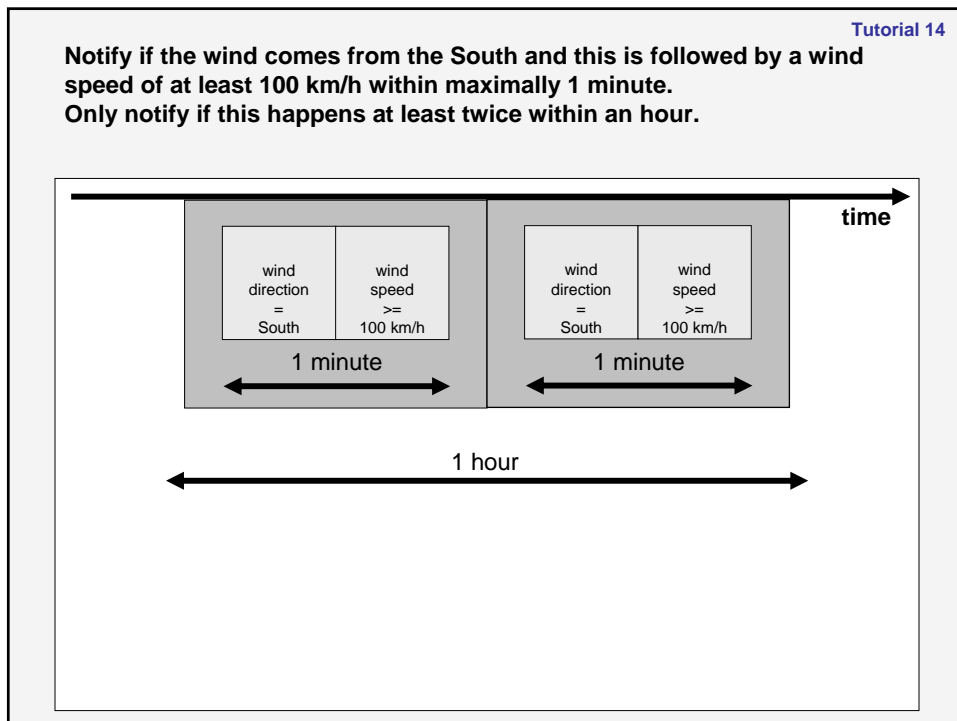 Tutorial 14
Notify if the wind comes from the South and this is followed by a wind
speed of at least 100 km/h within maximally 1 minute.
Only notify if this happens at least twice within an hour.
time
wind
direction
=
South
wind
speed
>=
100 km/h
1 minute
wind
direction
=
South
wind
speed
>=
100 km/h
1 minute
1 hour